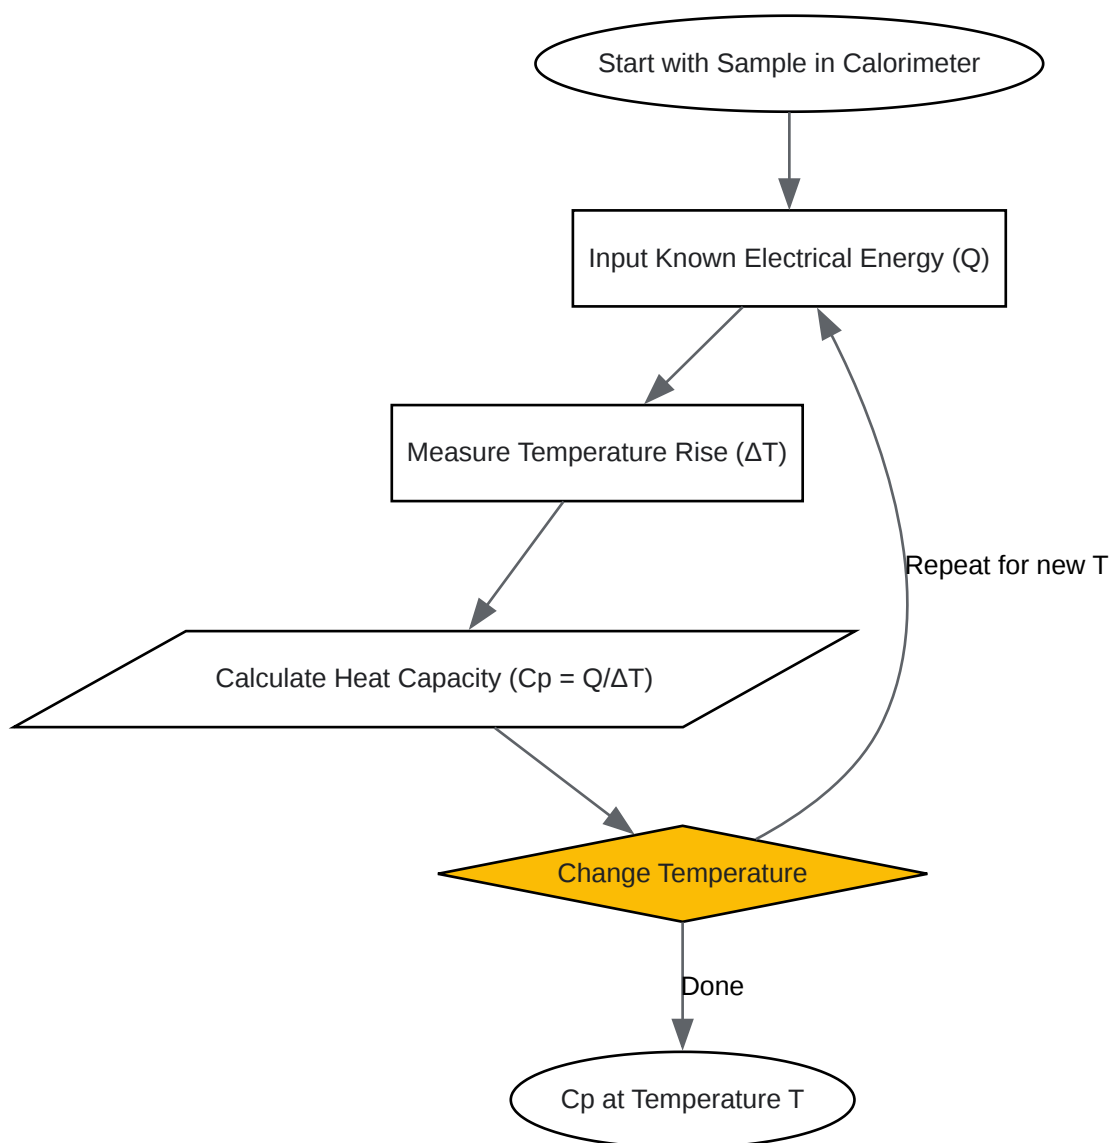 Start with Sample in Calorimeter
Input Known Electrical Energy (Q)
Measure Temperature Rise (ΔT)
Repeat for new T
Calculate Heat Capacity (Cp = Q/ΔT)
Change Temperature
Done
Cp at Temperature T